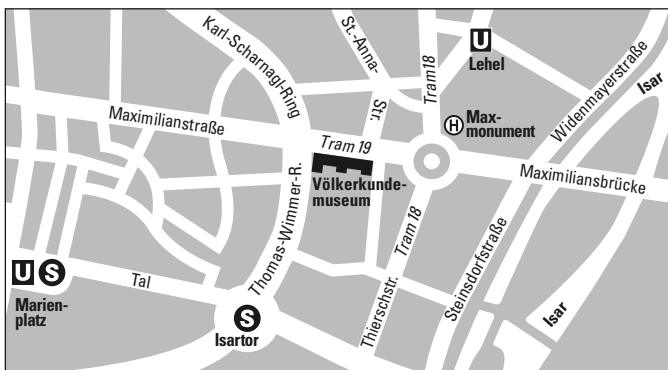 Karl-Scharnagl-Ring
St.-Anna-
Str.
Tram18
U
Lehel
Widenmayerstraße
Isar
Maximilianstraße
Tram 19
H Max-
monument
Maximiliansbrücke
Völkerkunde-
museum
Thomas-Wimmer-R.
Tram 18
Thierschstr.
Steinsdorfstraße
Isar
U S
Marien-
platz
Tal
S
Isartor